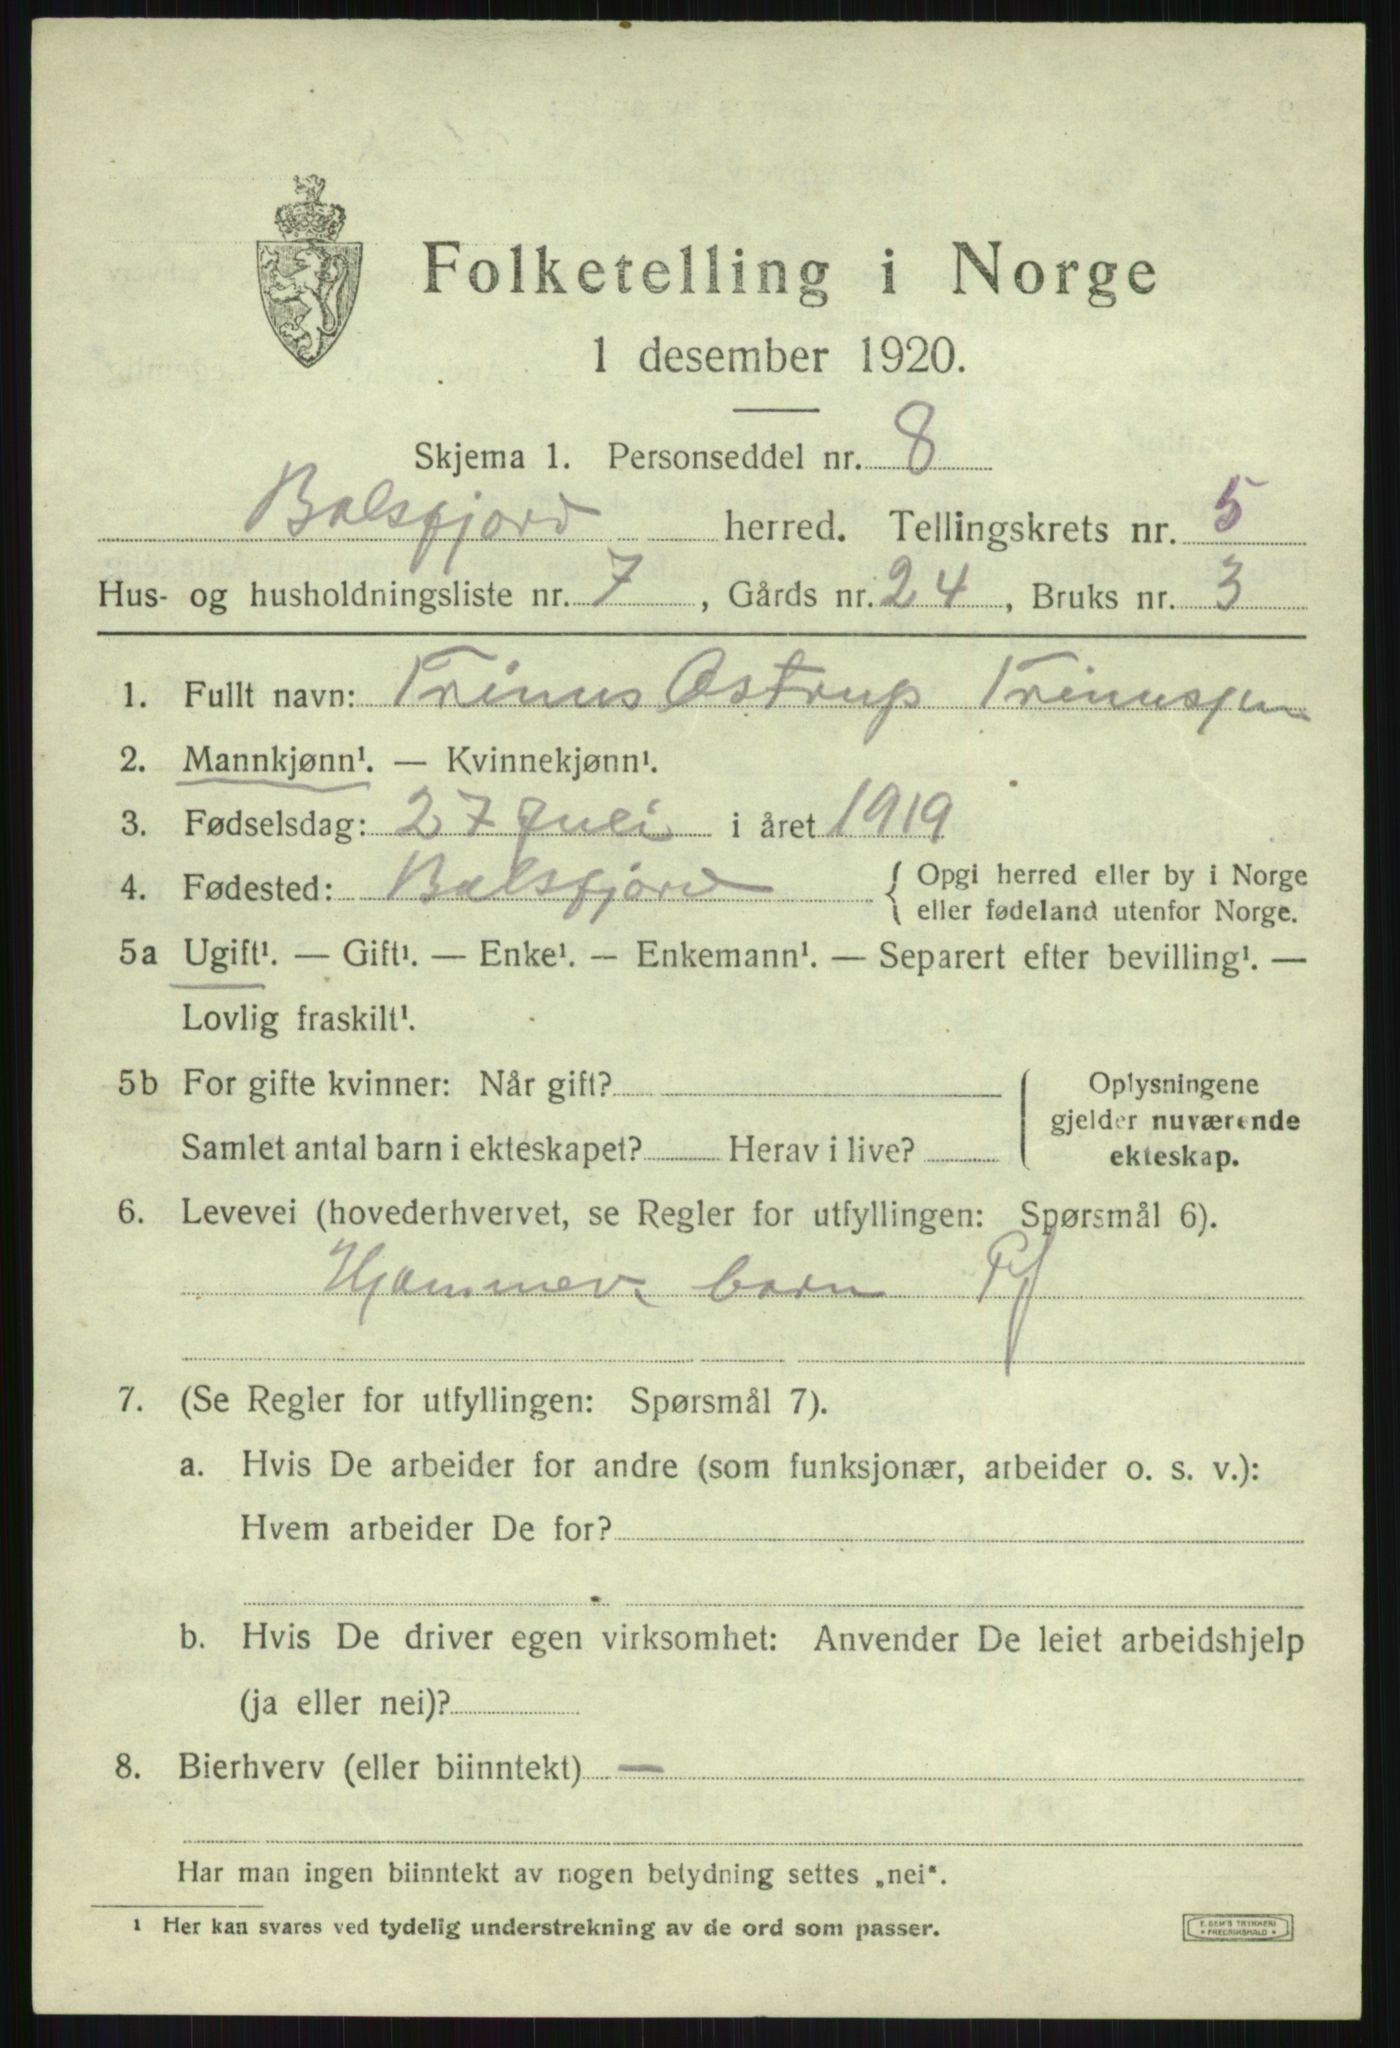 Folketelling i Norge
1 desember 1920.
Skjema 1. Personseddel nr. 8
Balsfjord herred. Tellingskrets nr. 5
Hus- og husholdningsliste nr. 7, Gårds nr. 24, Bruks nr. 3
1. Fullt navn: Trinus Ostrup Trinussen
2. Mannkjønn¹. — Kvinnekjønn¹.
3. Fødselsdag: 27 Juli i året 1919
4. Fødested: Balsfjord { Opgi herred eller by i Norge
eller fødeland utenfor Norge.
5a Ugift¹. — Gift¹. — Enke¹. — Enkemann¹. — Separert efter bevilling¹. —
Lovlig fraskilt¹.
5b For gifte kvinner: Når gift? Oplysningene
gjelder nuværende
Samlet antal barn i ekteskapet? Herav i live? ekteskap.
6. Levevei (hovederhvervet, se Regler for utfyllingen: Spørsmål 6).
Hjemmev. barn
7. (Se Regler for utfyllingen: Spørsmål 7).
a. Hvis De arbeider for andre (som funksjonær, arbeider o. s. v.):
Hvem arbeider De for?
b. Hvis De driver egen virksomhet: Anvender De leiet arbeidshjelp
(ja eller nei)?
8. Bierhverv (eller biinntekt) —
Har man ingen biinntekt av nogen betydning settes „nei“.
1 Her kan svares ved tydelig understrekning av de ord som passer.
E. GEM'S TRYKKERI
• FREDRIKSHALD •